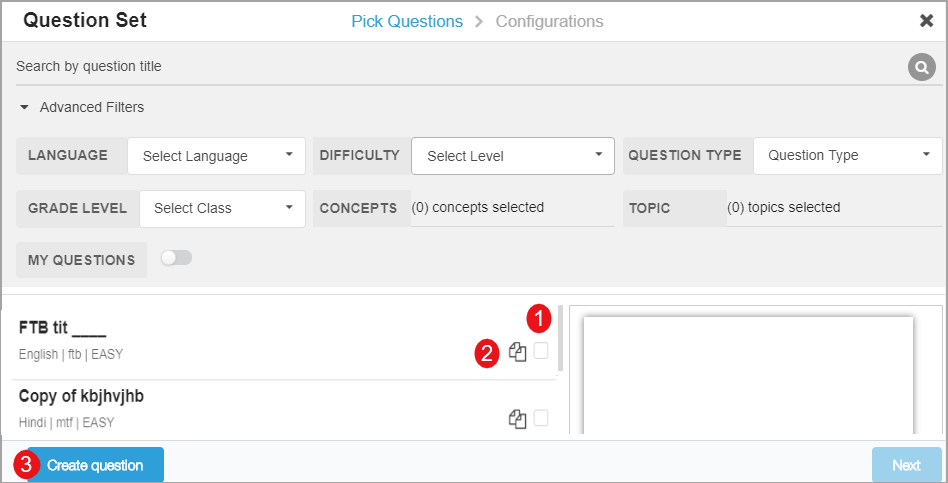 Question Set Pick Questions > Configurations ✖
Search by question title
Advanced Filters
LANGUAGE Select Language DIFFICULTY Select Level QUESTION TYPE Question Type
GRADE LEVEL Select Class CONCEPTS (0) concepts selected TOPIC (0) topics selected
MY QUESTIONS
FTB tit ____
1
English | ftb | EASY
2
Copy of kbjhvjhb
Hindi | mtf | EASY
3 Create question Next